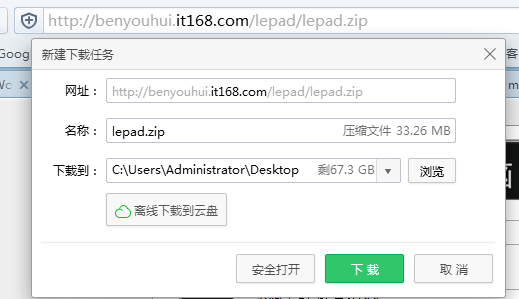 http://benyouhui.it168.com/lepad/lepad.zip
Goog
新建下载任务
网址：http://benyouhui.it168.com/lepad/lepad.zip
名称：lepad.zip 压缩文件 33.26 MB
下载到：C:\Users\Administrator\Desktop 剩67.3 GB 浏览
离线下载到云盘
安全打开 下载 取消